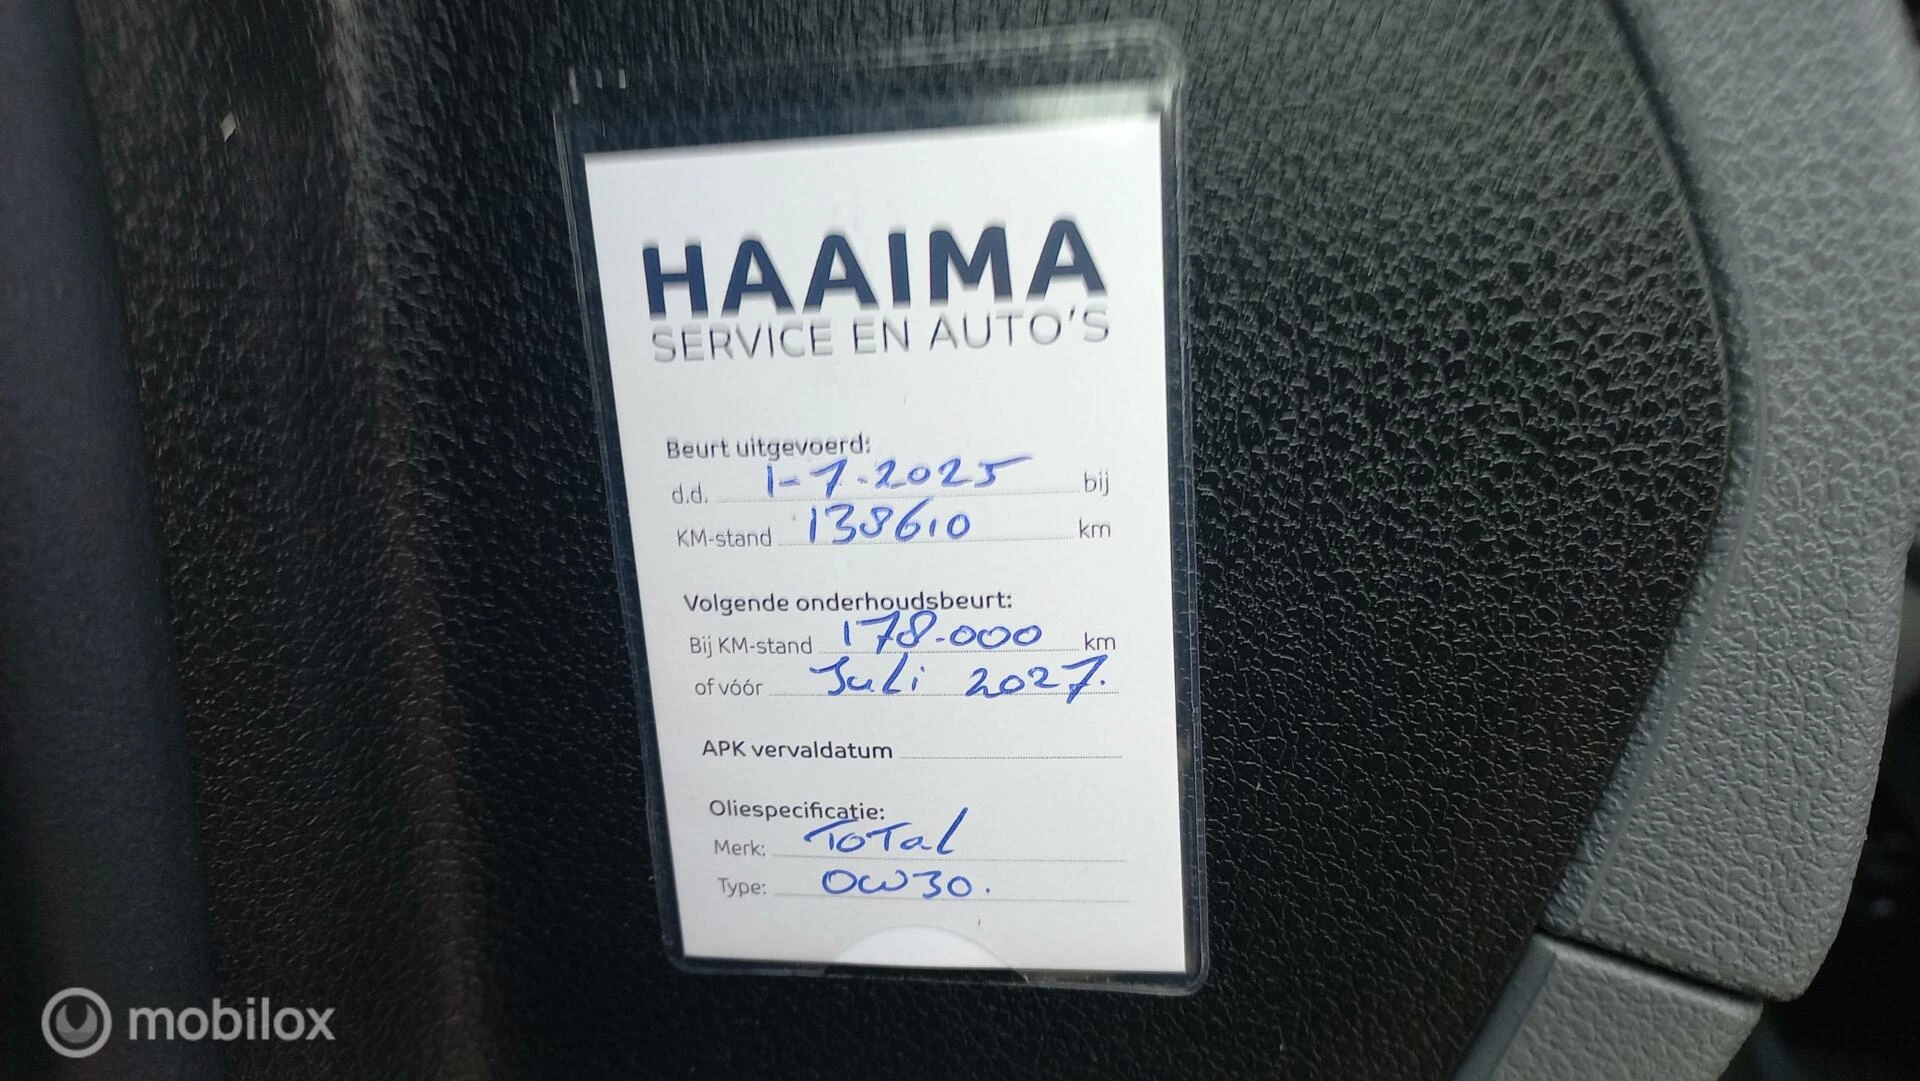 HAAIMA
SERVICE EN AUTO'S
Beurt uitgevoerd:
d.d. 1-7-2025 bij
KM-stand 138610 km
Volgende onderhoudsbeurt:
Bij KM-stand 178.000 km
of vóór Juli 2027.
APK vervaldatum
Oliespecificatie:
Merk: Total
Type: 0W30.
mobilox